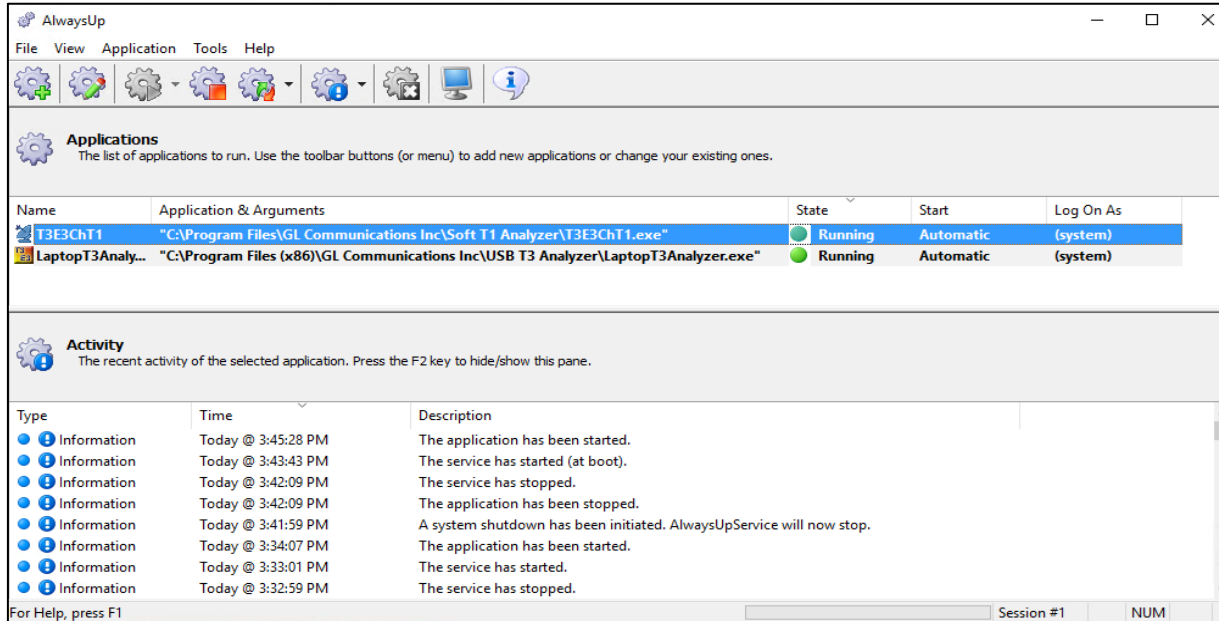 AlwaysUp
File View Application Tools Help
Applications
The list of applications to run. Use the toolbar buttons (or menu) to add new applications or change your existing ones.
Name Application & Arguments State Start Log On As
T3E3ChT1 "C:\Program Files\GL Communications Inc\Soft T1 Analyzer\T3E3ChT1.exe" Running Automatic (system)
LaptopT3Analy... "C:\Program Files (x86)\GL Communications Inc\USB T3 Analyzer\LaptopT3Analyzer.exe" Running Automatic (system)
Activity
The recent activity of the selected application. Press the F2 key to hide/show this pane.
Type Time Description
Information Today @ 3:45:28 PM The application has been started.
Information Today @ 3:43:43 PM The service has started (at boot).
Information Today @ 3:42:09 PM The service has stopped.
Information Today @ 3:42:09 PM The application has been stopped.
Information Today @ 3:41:59 PM A system shutdown has been initiated. AlwaysUpService will now stop.
Information Today @ 3:34:07 PM The application has been started.
Information Today @ 3:33:01 PM The service has started.
Information Today @ 3:32:59 PM The service has stopped.
For Help, press F1 Session #1 NUM